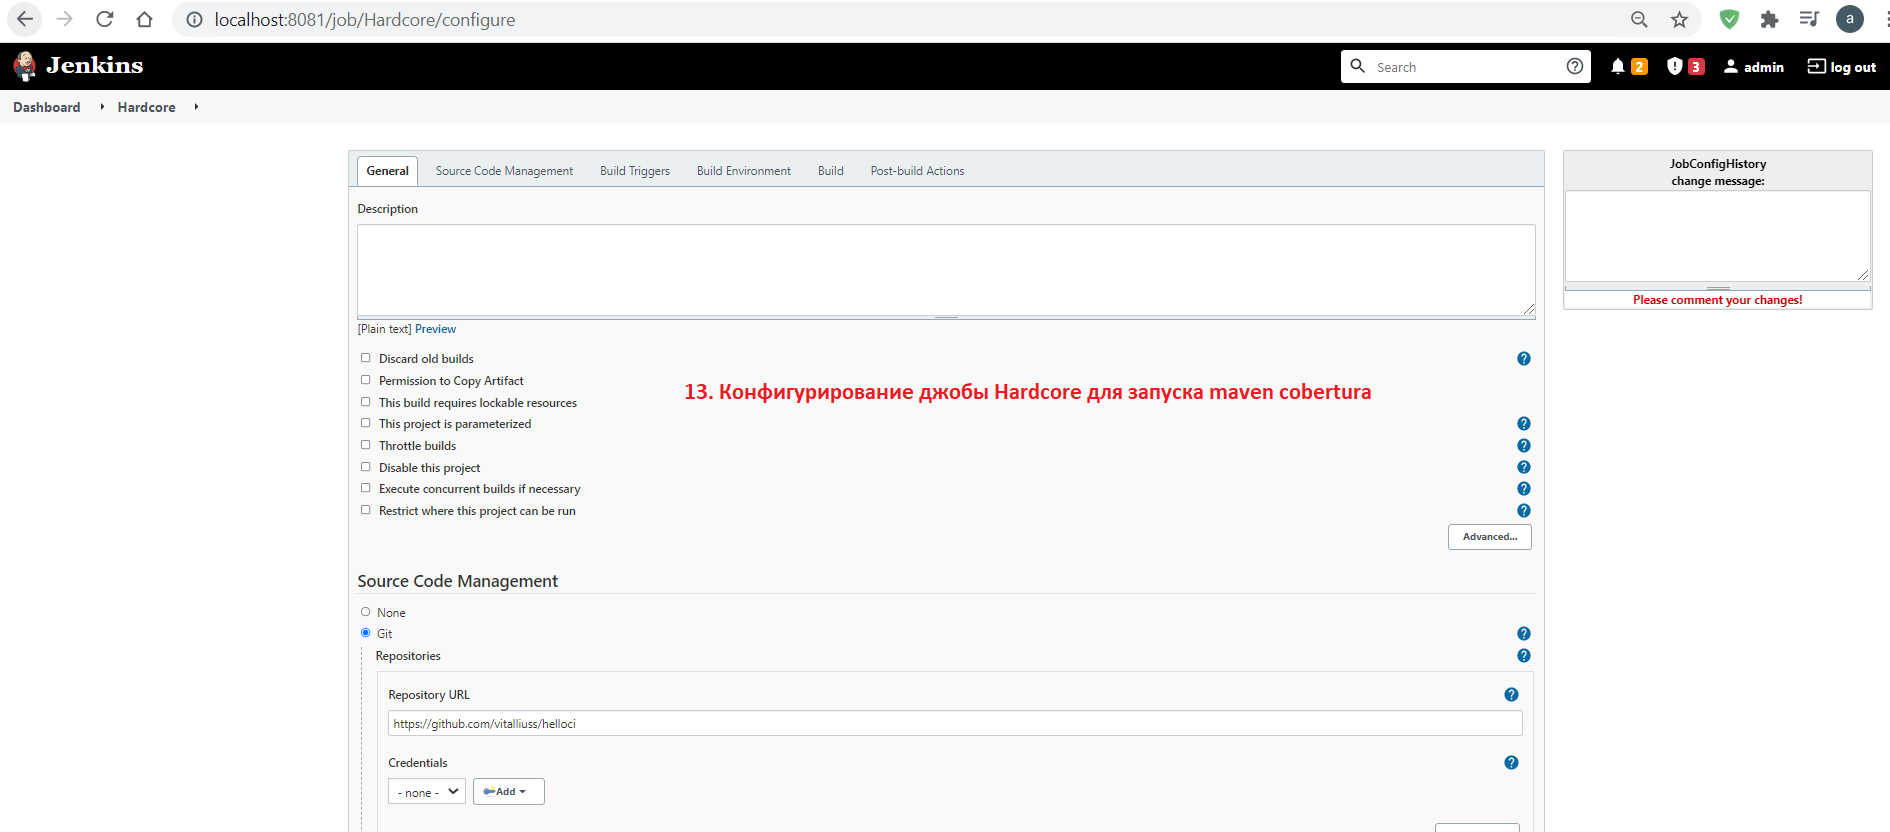 localhost:8081/job/Hardcore/configure
a
Jenkins
Search
2
3
admin
log out
Dashboard
Hardcore
General
Source Code Management
Build Triggers
Build Environment
Build
Post-build Actions
JobConfigHistory
change message:
Please comment your changes!
Description
[Plain text] Preview
Discard old builds
Permission to Copy Artifact
13. Конфигурирование джобы Hardcore для запуска maven cobertura
This build requires lockable resources
This project is parameterized
Throttle builds
Disable this project
Execute concurrent builds if necessary
Restrict where this project can be run
Advanced...
Source Code Management
None
Git
Repositories
Repository URL
https://github.com/vitalliuss/helloci
Credentials
- none -
Add